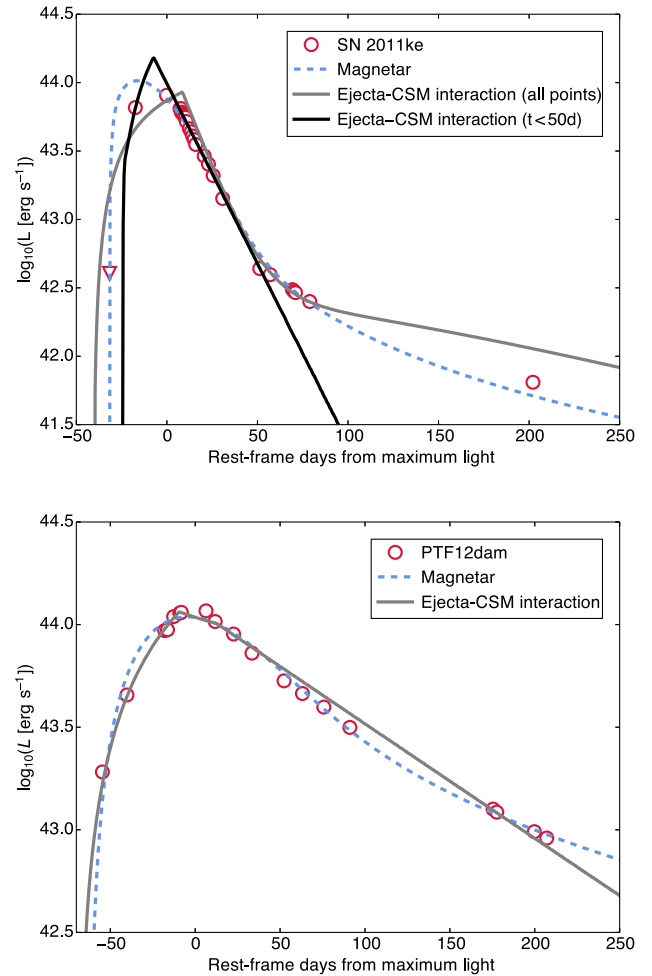 44.5
44.0
43.5
43.0
42.5
42.0
41.5
log₁₀(L [erg s⁻¹])
SN 2011ke
Magnetar
Ejecta-CSM interaction (all points)
Ejecta−CSM interaction (t<50d)
−50 0 50 100 150 200 250
Rest-frame days from maximum light
44.5
44.0
43.5
43.0
42.5
log₁₀(L [erg s⁻¹])
PTF12dam
Magnetar
Ejecta-CSM interaction
−50 0 50 100 150 200 250
Rest-frame days from maximum light